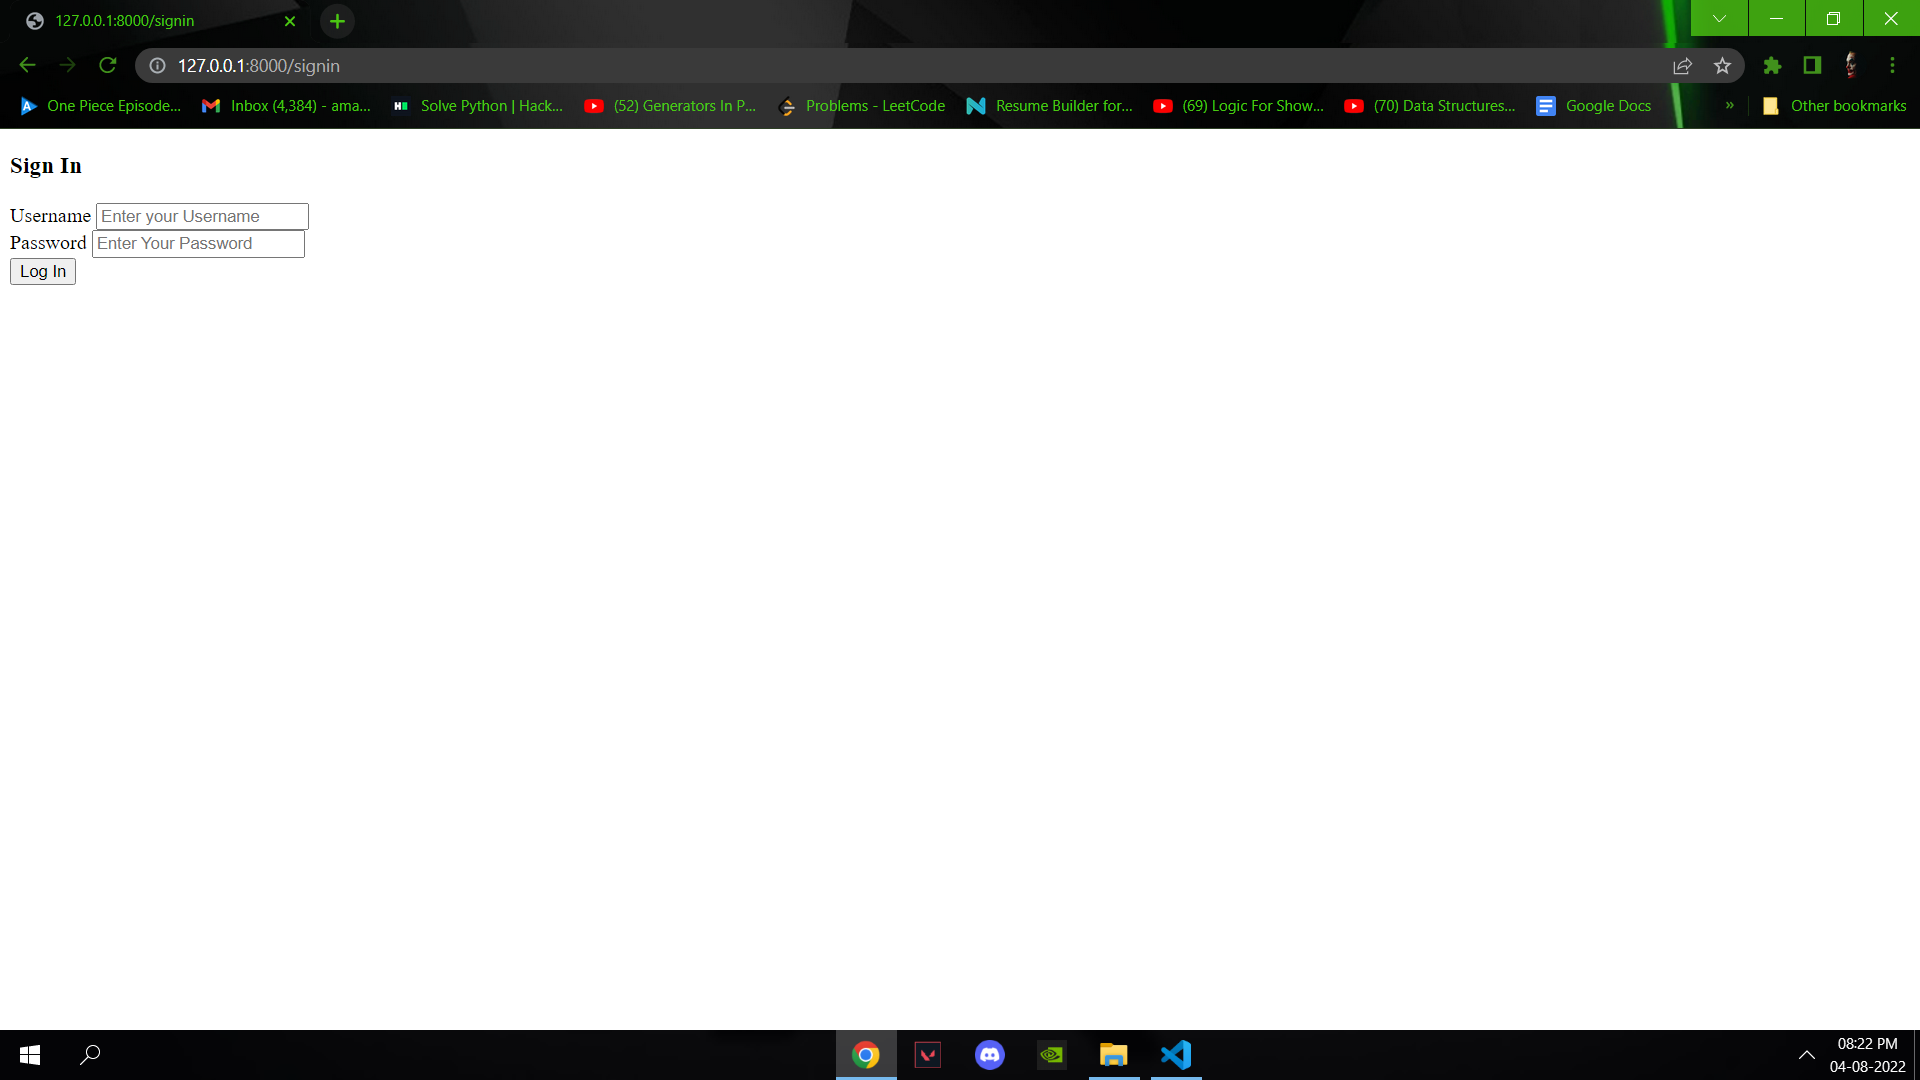 127.0.0.1:8000/signin
127.0.0.1:8000/signin
One Piece Episode... Inbox (4,384) - ama... Solve Python | Hack... (52) Generators In P... Problems - LeetCode Resume Builder for... (69) Logic For Show... (70) Data Structures... Google Docs » Other bookmarks
Sign In
Username Enter your Username
Password Enter Your Password
Log In
08:22 PM
04-08-2022